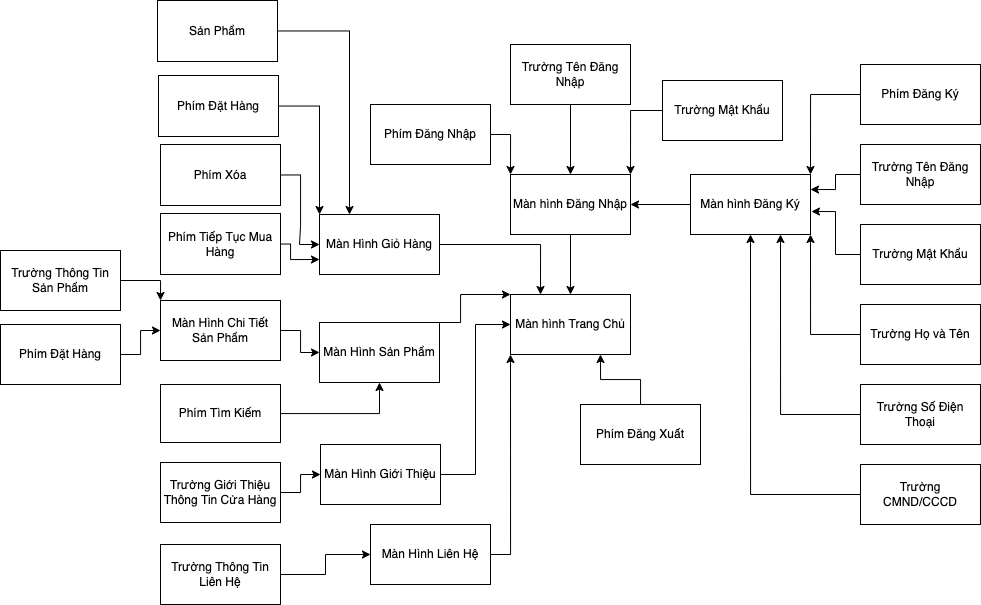 Sản Phẩm
Trường Tên Đăng
Nhập
Phím Đặt Hàng
Phím Đăng Ký
Trường Mật Khẩu
Phím Đăng Nhập
Phím Xóa
Trường Tên Đăng
Nhập
Màn hình Đăng Nhập
Màn hình Đăng Ký
Phím Tiếp Tục Mua
Hàng
Màn Hình Giỏ Hàng
Trường Mật Khẩu
Trường Thông Tin
Sản Phẩm
Màn Hình Chi Tiết
Sản Phẩm
Màn hình Trang Chủ
Trường Họ và Tên
Phím Đặt Hàng
Màn Hình Sản Phẩm
Phím Tìm Kiếm
Trường Số Điện
Thoại
Phím Đăng Xuất
Màn Hình Giới Thiệu
Trường Giới Thiệu
Thông Tin Cửa Hàng
Trường
CMND/CCCD
Màn Hình Liên Hệ
Trường Thông Tin
Liên Hệ